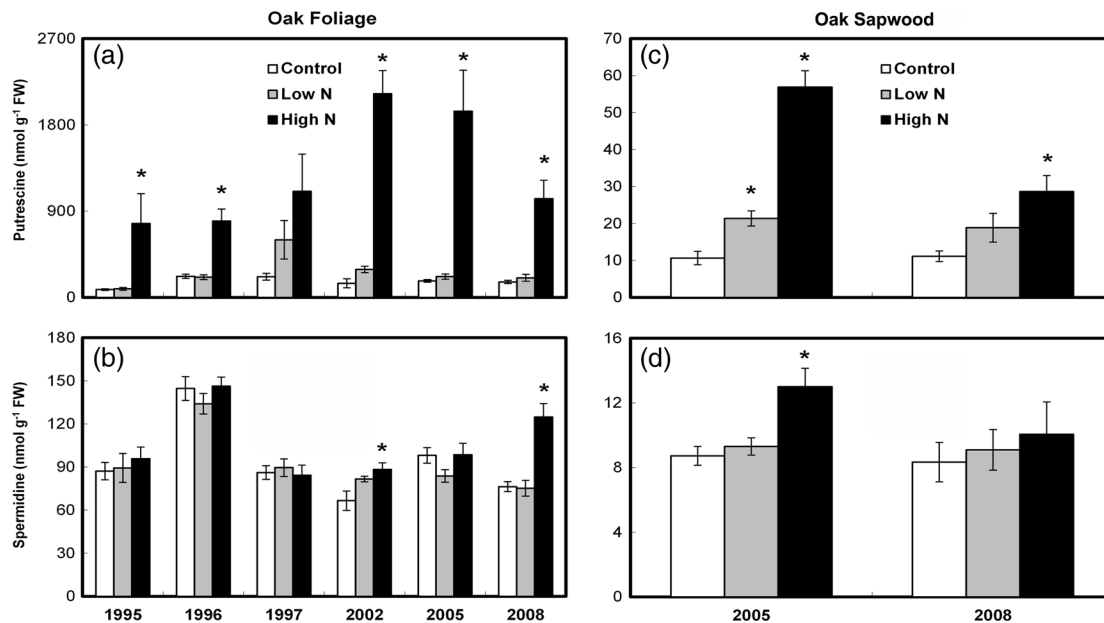 Oak Foliage
Oak Sapwood
(a)
Control
Low N
High N
Putrescine (nmol g-1 FW)
2700
1800
900
0
* * * * *
(c)
Control
Low N
High N
70
60
50
40
30
20
10
0
* * *
(b)
Spermidine (nmol g-1 FW)
180
150
120
90
60
30
0
* *
1995 1996 1997 2002 2005 2008
(d)
16
12
8
4
0
*
2005 2008